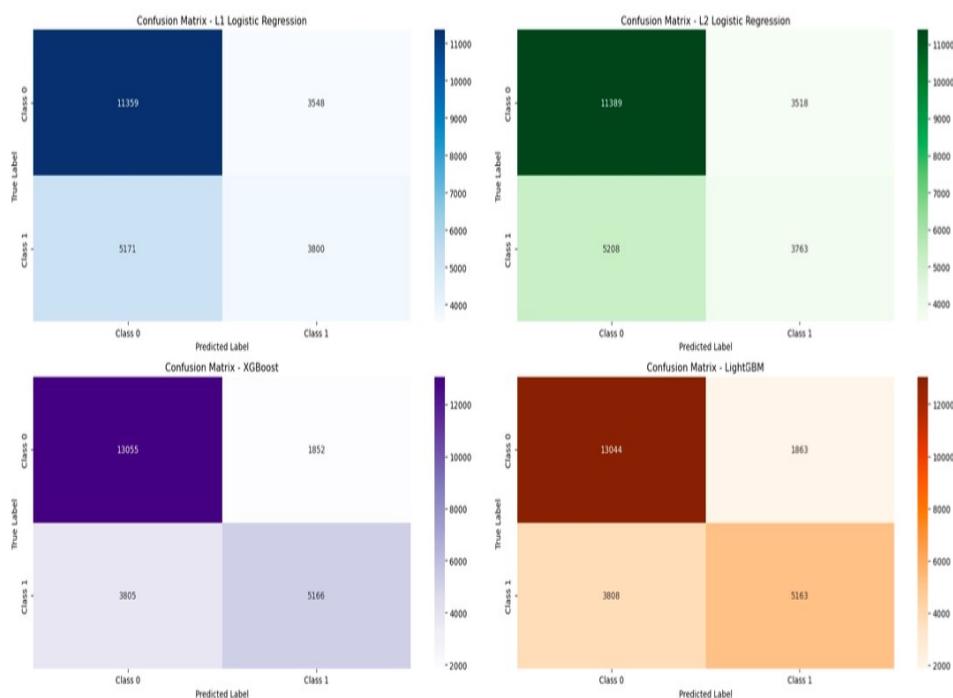 Confusion Matrix - L1 Logistic Regression
Class 0
Class 1
True Label
11359
3548
5171
3800
11000
10000
9000
8000
7000
6000
5000
4000
Class 0
Class 1
Predicted Label
Confusion Matrix - L2 Logistic Regression
Class 0
Class 1
True Label
11389
3518
5208
3763
11000
10000
9000
8000
7000
6000
5000
4000
Class 0
Class 1
Predicted Label
Confusion Matrix - XGBoost
Class 0
Class 1
True Label
13055
1852
3805
5166
12000
10000
8000
6000
4000
2000
Class 0
Class 1
Predicted Label
Confusion Matrix - LightGBM
Class 0
Class 1
True Label
13044
1863
3808
5163
12000
10000
8000
6000
4000
2000
Class 0
Class 1
Predicted Label